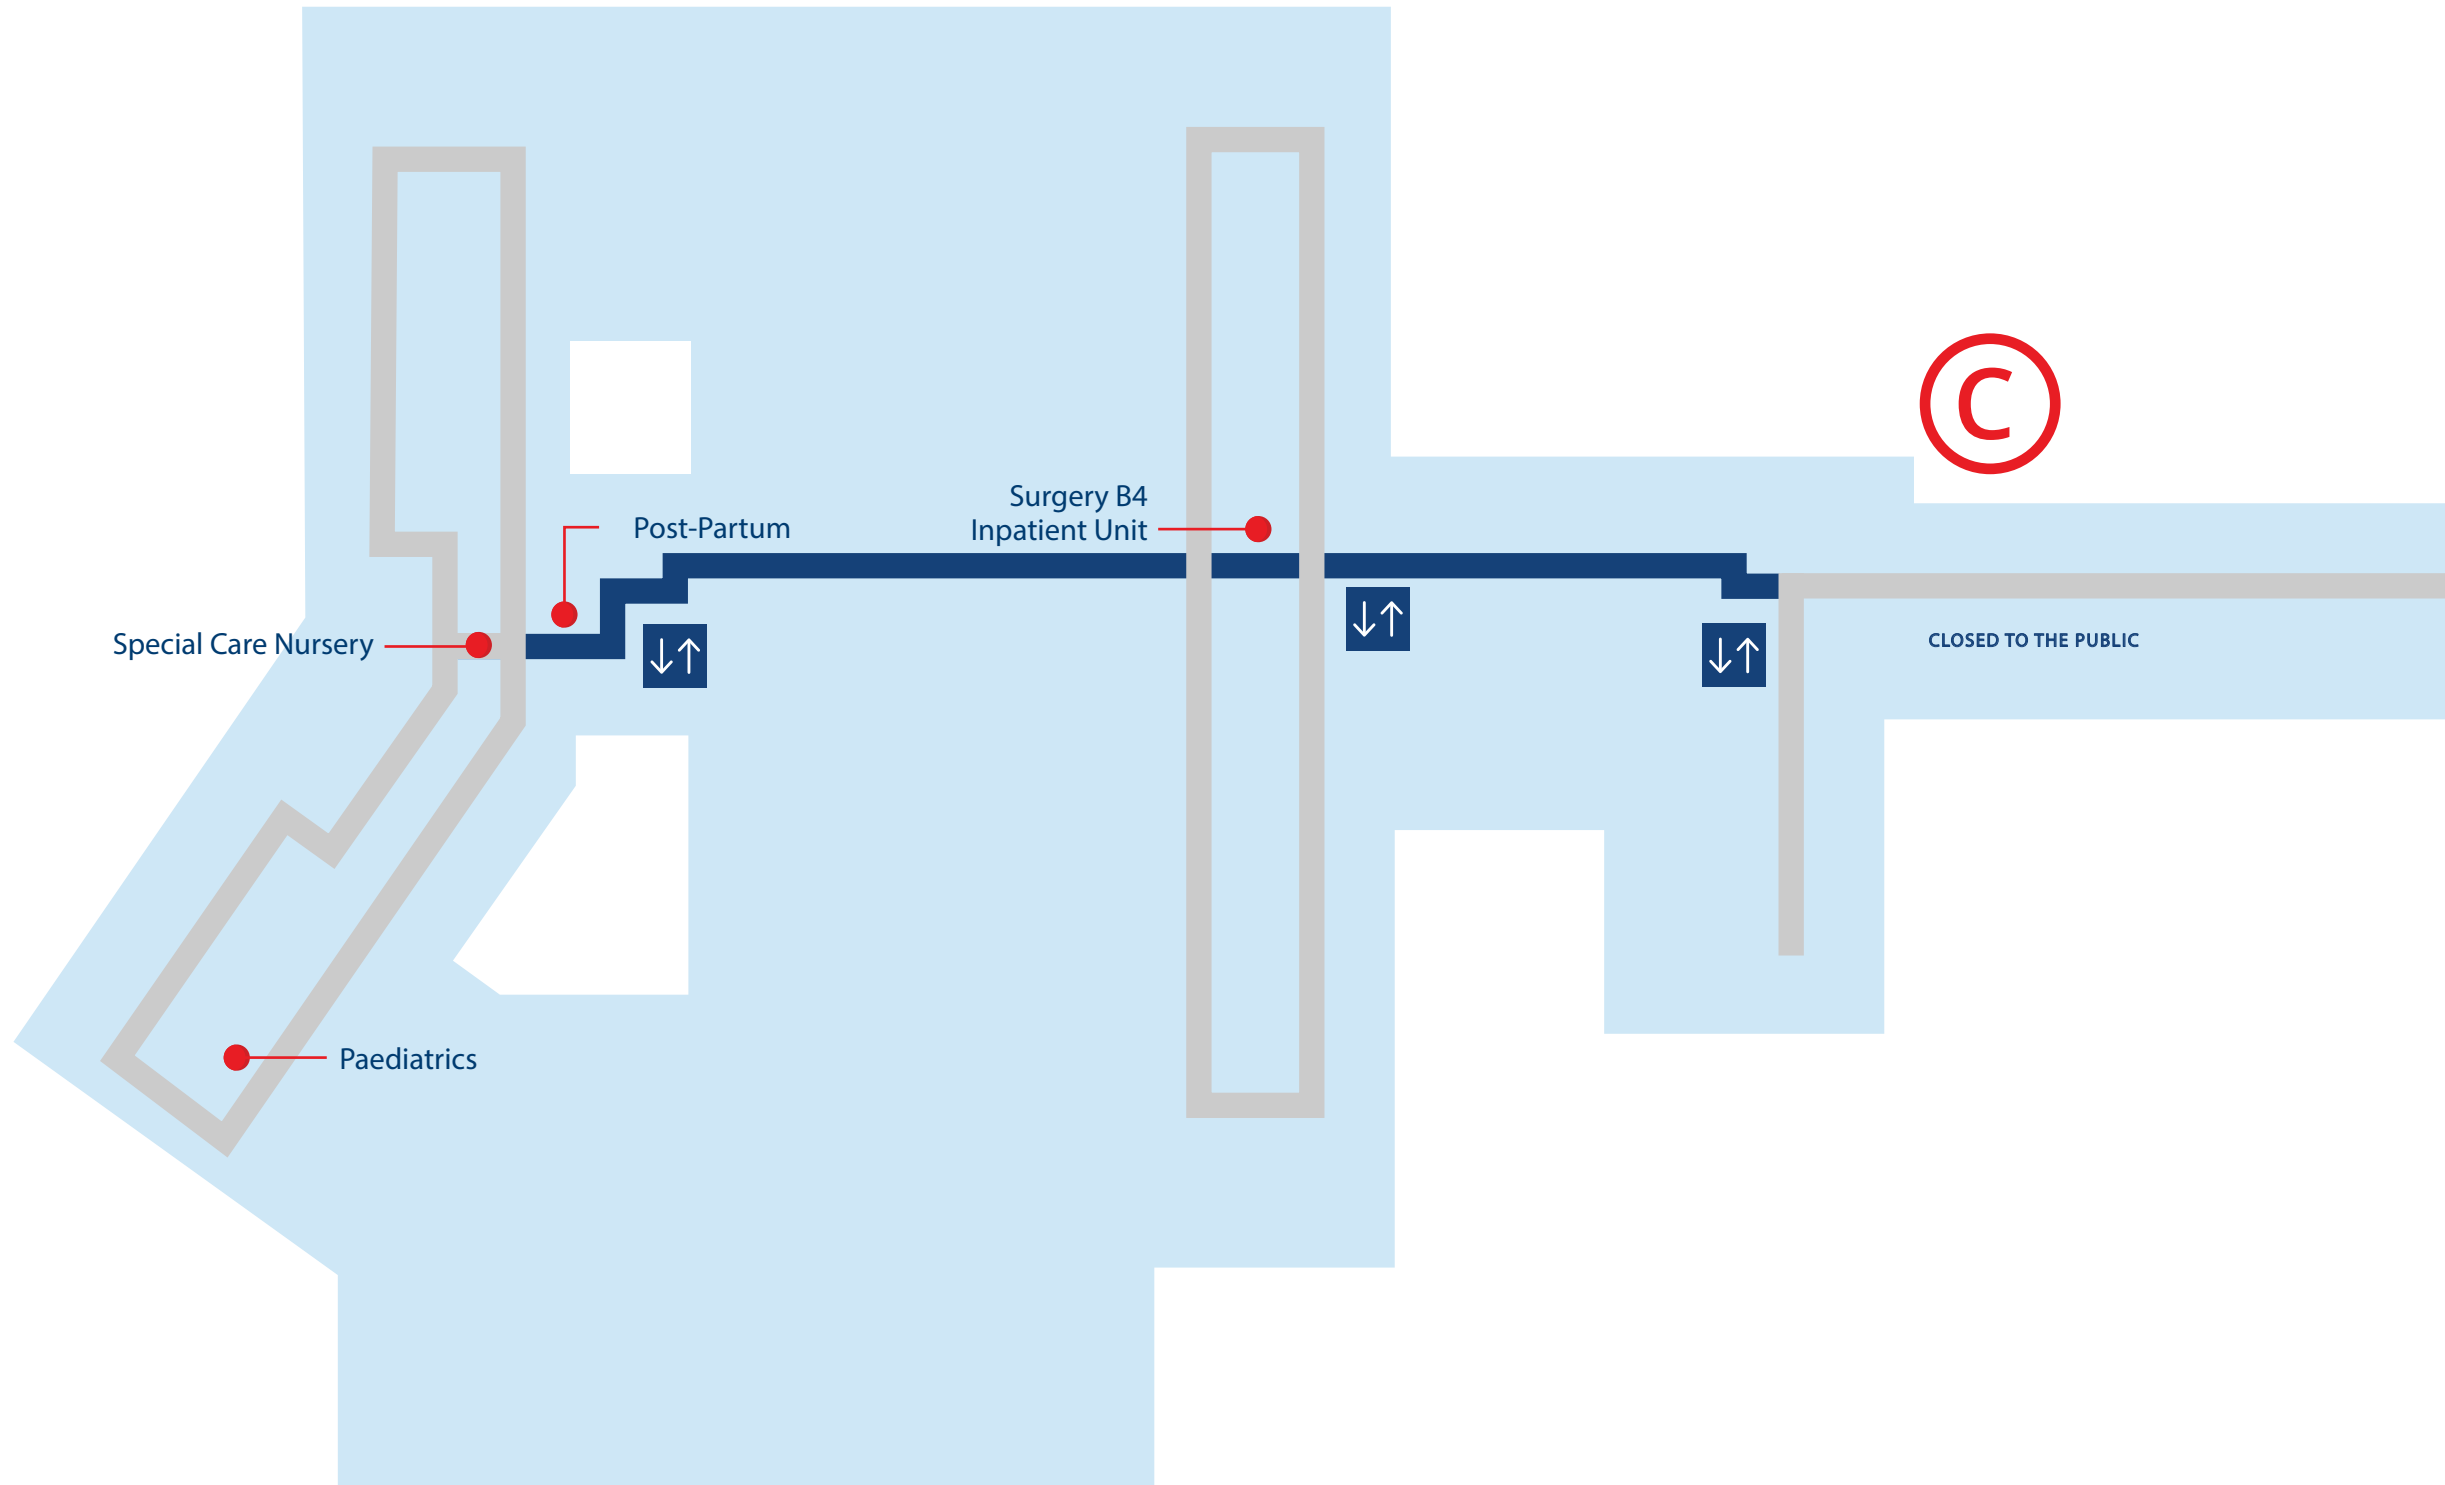 C
Surgery B4
Inpatient Unit
Post-Partum
Special Care Nursery
CLOSED TO THE PUBLIC
Paediatrics